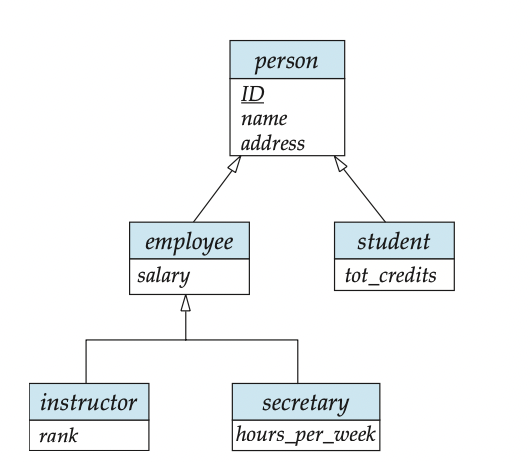 person
ID
name
address
employee
salary
student
tot_credits
instructor
rank
secretary
hours_per_week